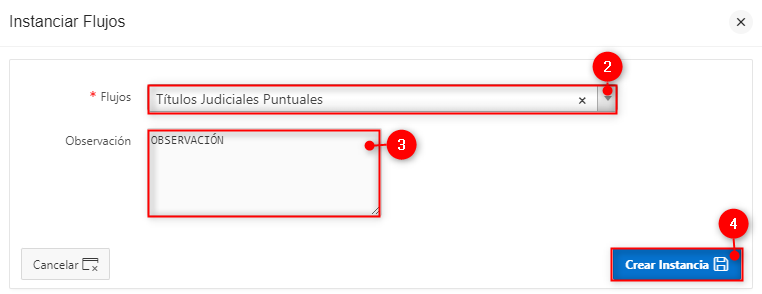 Instanciar Flujos
×
2
* Flujos
Títulos Judiciales Puntuales ×
Observación
OBSERVACIÓN
3
4
Cancelar
Crear Instancia